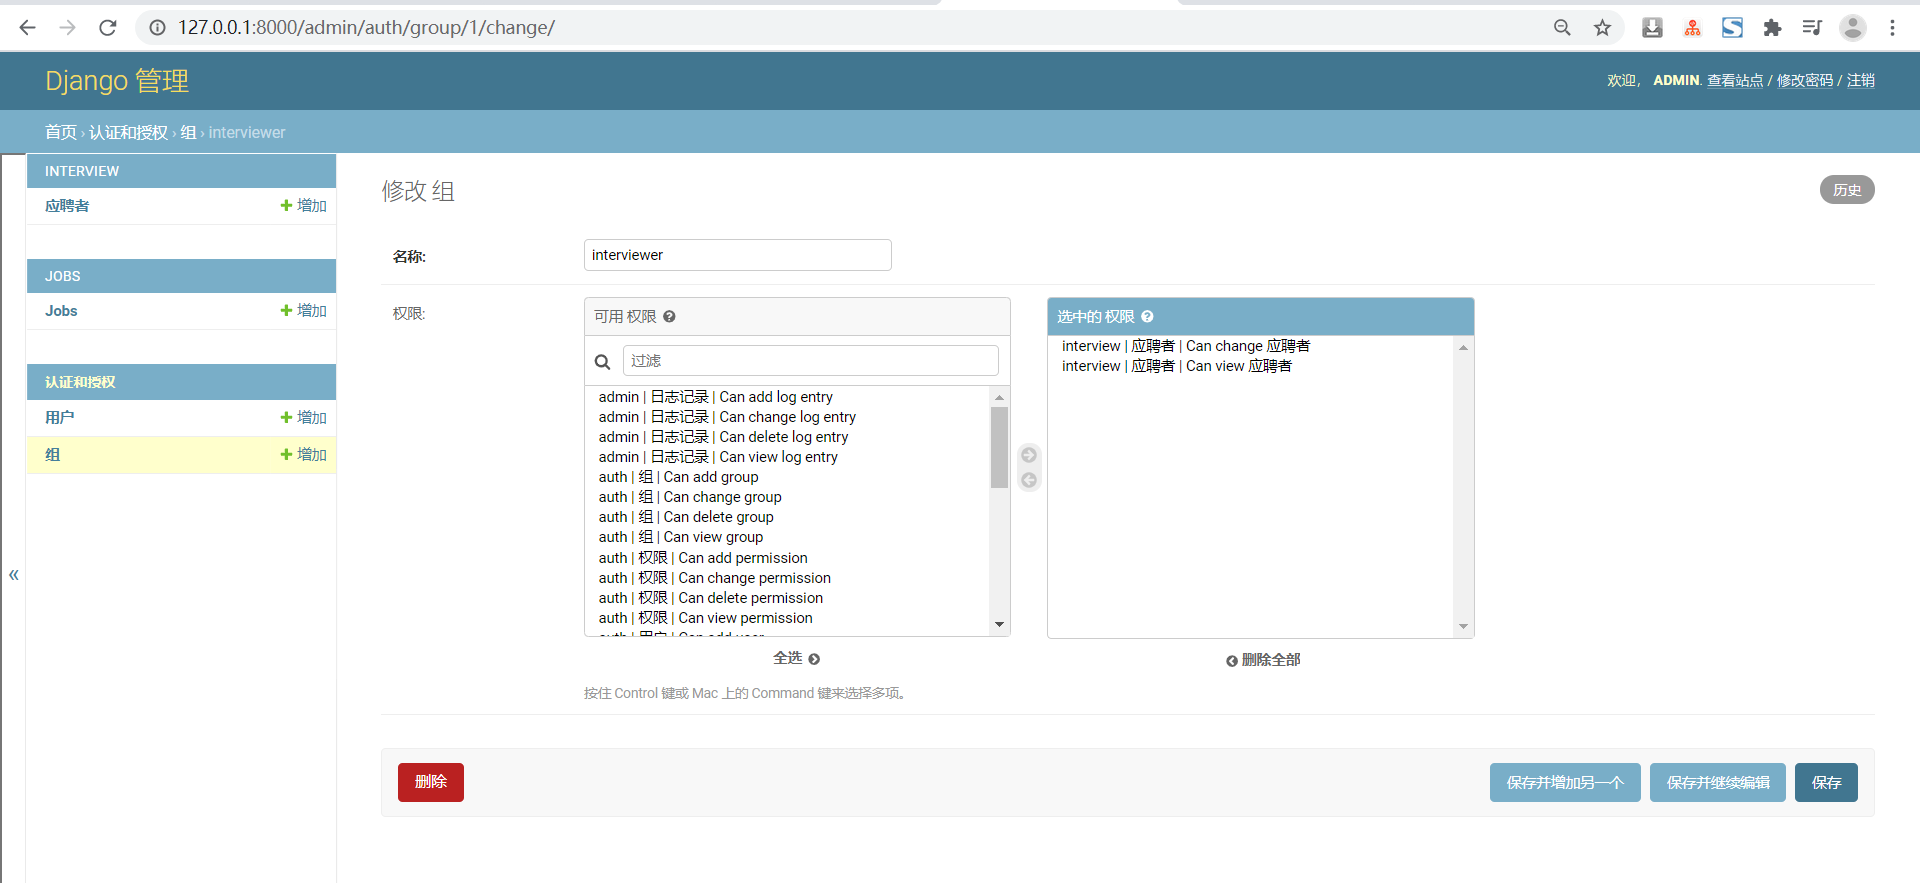 127.0.0.1:8000/admin/auth/group/1/change/
Django 管理
欢迎， ADMIN. 查看站点 / 修改密码 / 注销
首页 › 认证和授权 › 组 › interviewer
INTERVIEW
应聘者 增加
JOBS
Jobs 增加
认证和授权
用户 增加
组 增加
«
修改 组
历史
名称: interviewer
权限:
可用 权限
过滤
admin | 日志记录 | Can add log entry
admin | 日志记录 | Can change log entry
admin | 日志记录 | Can delete log entry
admin | 日志记录 | Can view log entry
auth | 组 | Can add group
auth | 组 | Can change group
auth | 组 | Can delete group
auth | 组 | Can view group
auth | 权限 | Can add permission
auth | 权限 | Can change permission
auth | 权限 | Can delete permission
auth | 权限 | Can view permission
auth | 用户 | Can add user
全选
选中的 权限
interview | 应聘者 | Can change 应聘者
interview | 应聘者 | Can view 应聘者
删除全部
按住 Control 键或 Mac 上的 Command 键来选择多项。
删除
保存并增加另一个
保存并继续编辑
保存